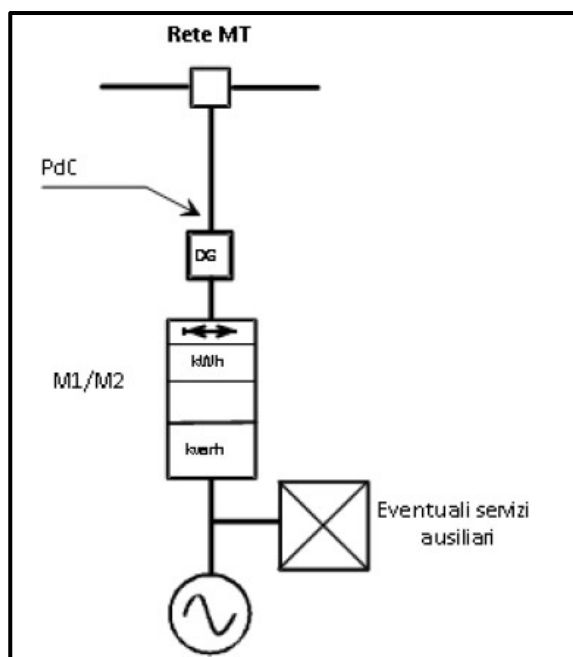 Rete MT
PdC
DG
kWh
M1/M2
kvarh
Eventuali servizi
ausiliari